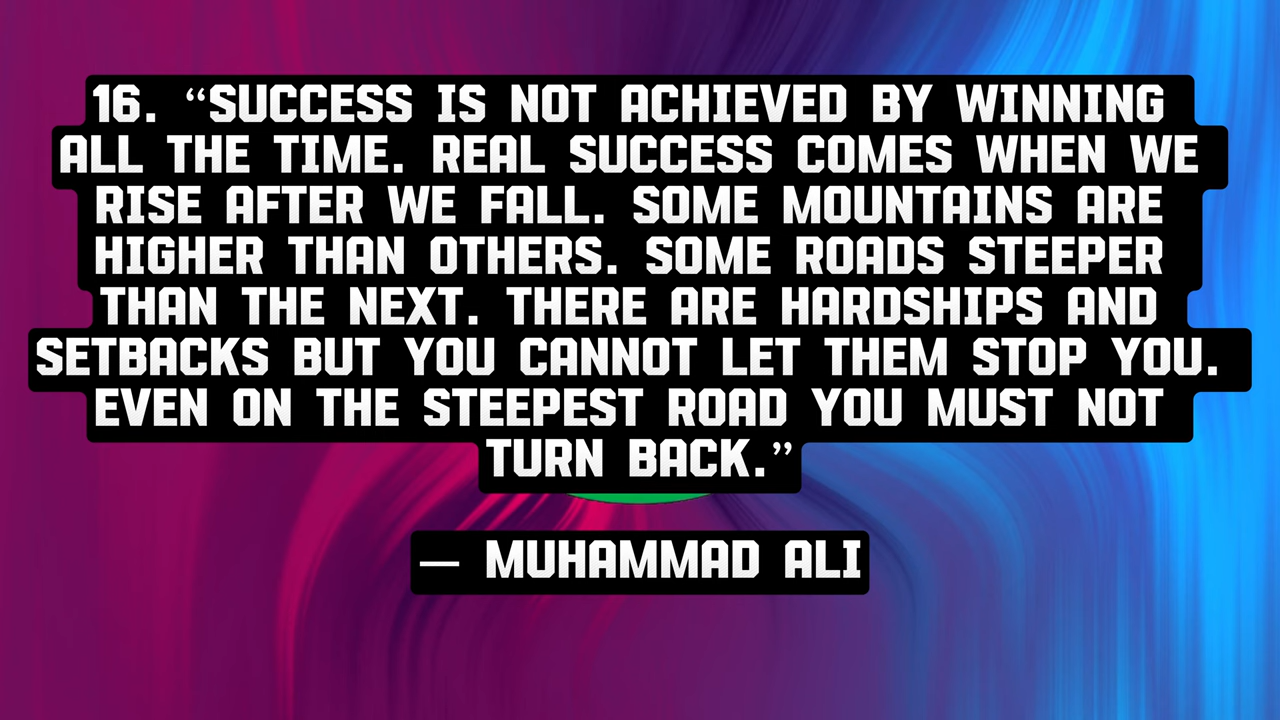 16. “SUCCESS IS NOT ACHIEVED BY WINNING
ALL THE TIME. REAL SUCCESS COMES WHEN WE
RISE AFTER WE FALL. SOME MOUNTAINS ARE
HIGHER THAN OTHERS. SOME ROADS STEEPER
THAN THE NEXT. THERE ARE HARDSHIPS AND
SETBACKS BUT YOU CANNOT LET THEM STOP YOU.
EVEN ON THE STEEPEST ROAD YOU MUST NOT
TURN BACK.”
— MUHAMMAD ALI